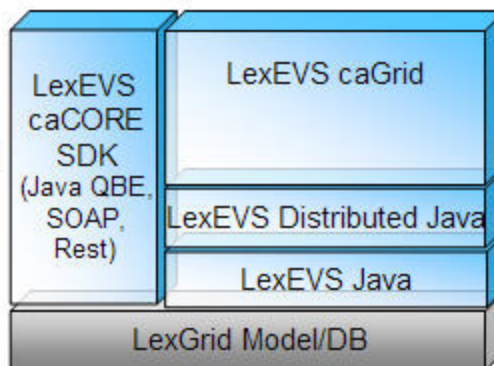 LexEVS
caCORE
SDK
(Java QBE,
SOAP,
Rest)
LexEVS caGrid
LexEVS Distributed Java
LexEVS Java
LexGrid Model/DB